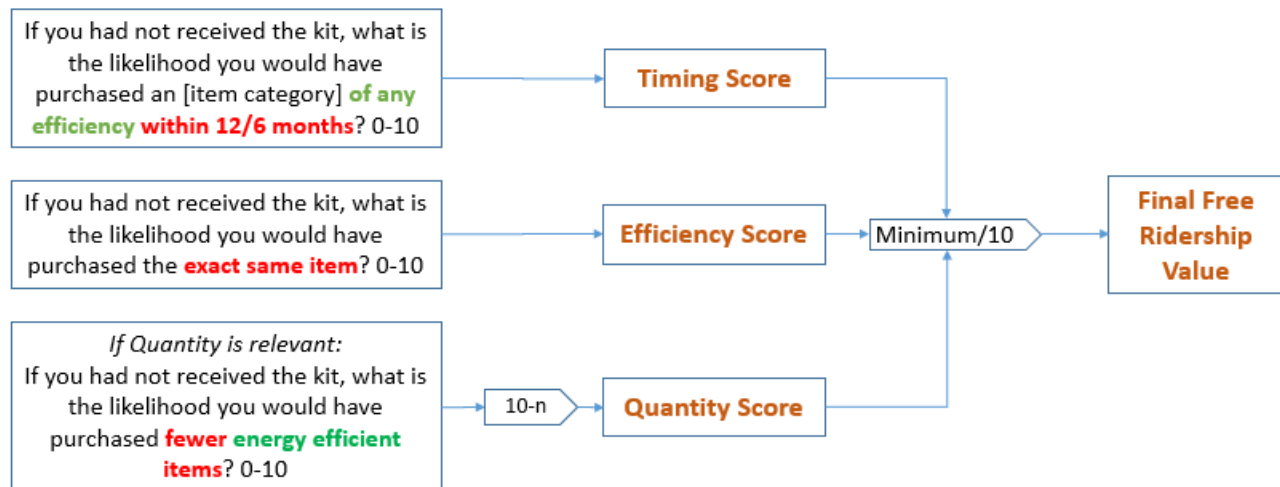 If you had not received the kit, what is
the likelihood you would have
purchased an [item category] of any
efficiency within 12/6 months? 0-10
Timing Score
If you had not received the kit, what is
the likelihood you would have
purchased the exact same item? 0-10
Efficiency Score
Minimum/10
Final Free
Ridership
Value
If Quantity is relevant:
If you had not received the kit, what is
the likelihood you would have
purchased fewer energy efficient
items? 0-10
10-n
Quantity Score